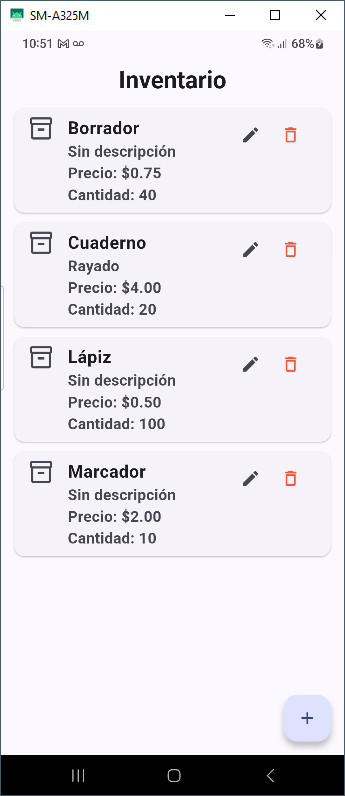 SM-A325M
10:51
68%
Inventario
Borrador
Sin descripción
Precio: $0.75
Cantidad: 40
Cuaderno
Rayado
Precio: $4.00
Cantidad: 20
Lápiz
Sin descripción
Precio: $0.50
Cantidad: 100
Marcador
Sin descripción
Precio: $2.00
Cantidad: 10